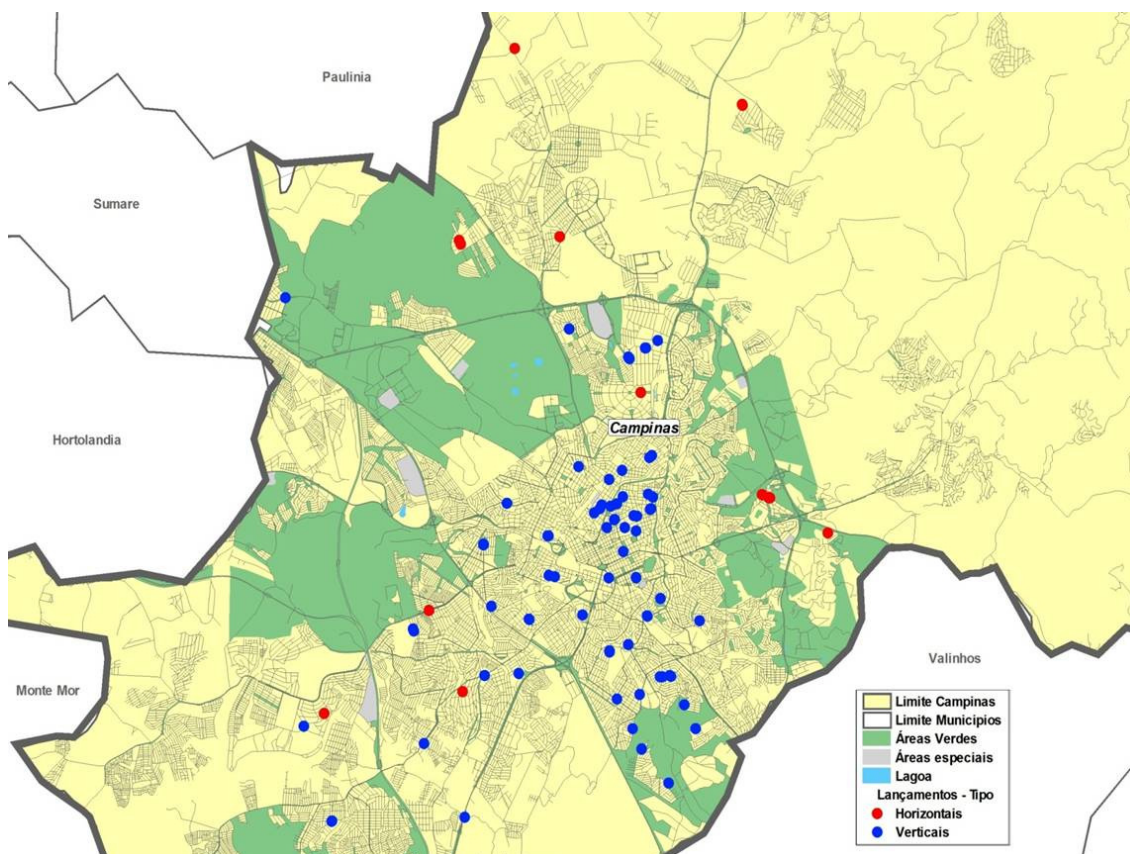 Paulinia
Sumare
Hortolandia
Campinas
Monte Mor
Valinhos
Limite Campinas
Limite Municipios
Áreas Verdes
Áreas especiais
Lagoa
Lançamentos - Tipo
Horizontais
Verticais